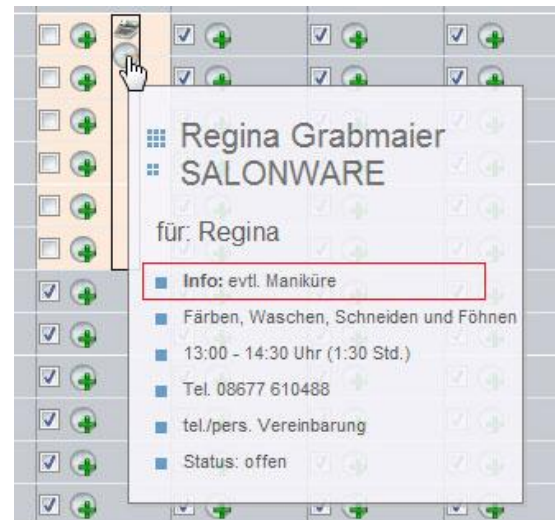 Regina Grabmaier
SALONWARE
für: Regina
Info: evtl. Maniküre
Färben, Waschen, Schneiden und Föhnen
13:00 - 14:30 Uhr (1:30 Std.)
Tel. 08677 610488
tel./pers. Vereinbarung
Status: offen